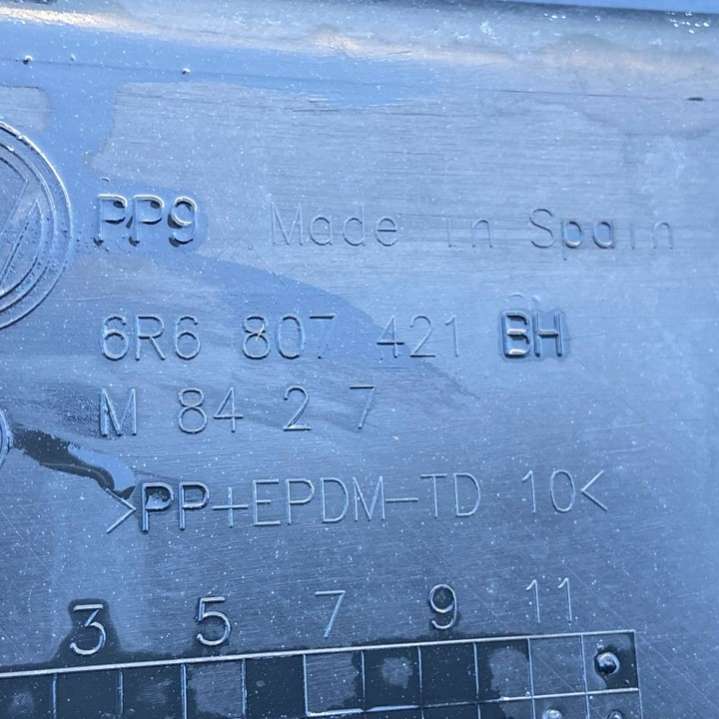 PP9 Made in Spain
6R6 807 421 BH
M 84 2 7
>PP+EPDM-TD 10<
3 5 7 9 11